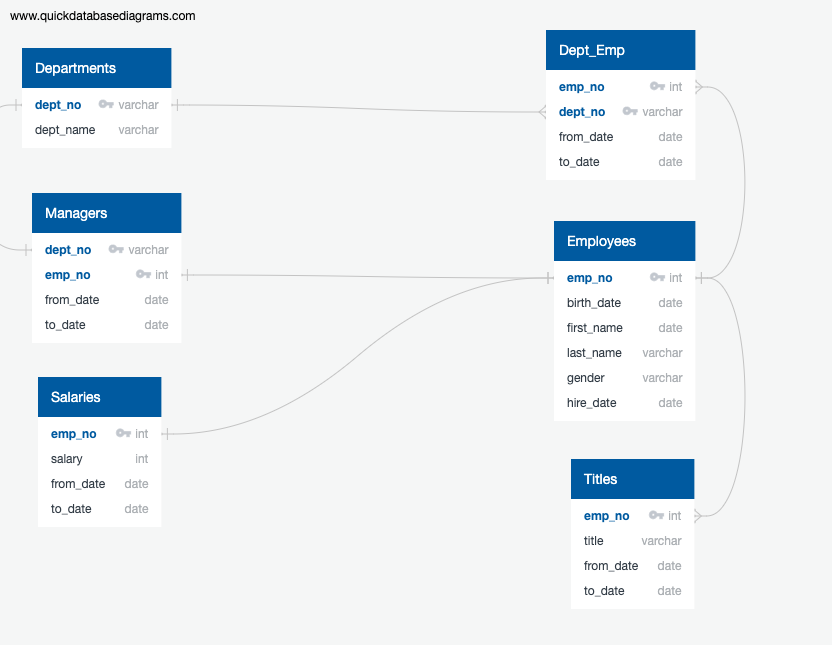 www.quickdatabasediagrams.com
Departments
dept_no varchar
dept_name varchar
Managers
dept_no varchar
emp_no int
from_date date
to_date date
Salaries
emp_no int
salary int
from_date date
to_date date
Dept_Emp
emp_no int
dept_no varchar
from_date date
to_date date
Employees
emp_no int
birth_date date
first_name date
last_name varchar
gender varchar
hire_date date
Titles
emp_no int
title varchar
from_date date
to_date date